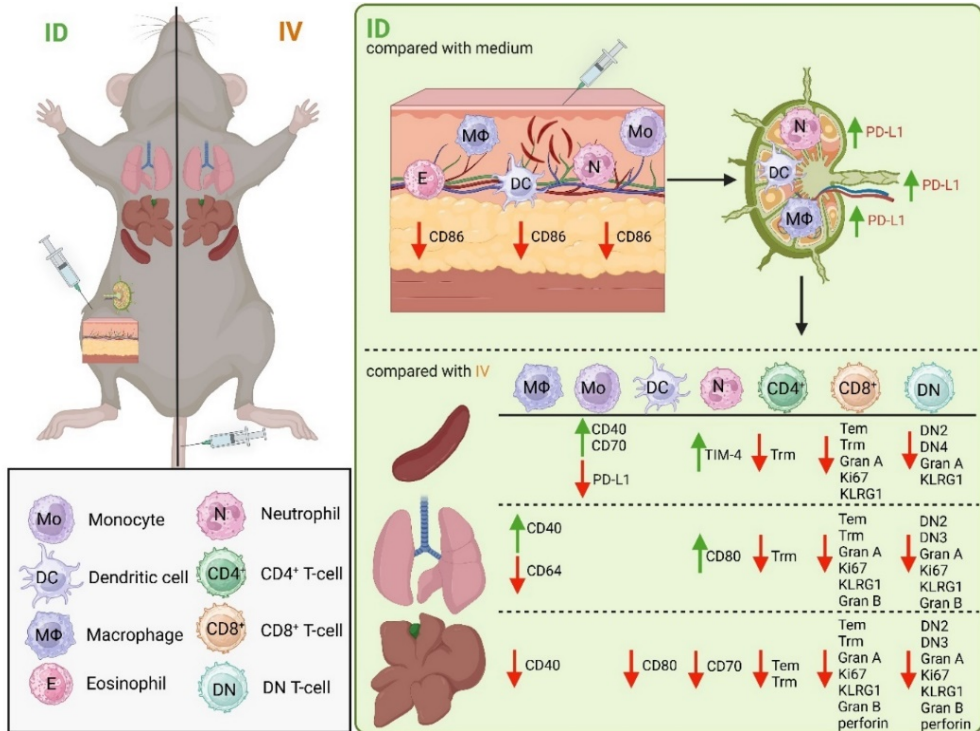 ID
IV
Mo
Monocyte
N
Neutrophil
DC
Dendritic cell
CD4+
CD4⁺ T-cell
MΦ
Macrophage
CD8⁺
CD8⁺ T-cell
E
Eosinophil
DN
DN T-cell
ID
compared with medium
MΦ
Mo
E
DC
N
CD86
CD86
CD86
N
PD-L1
DC
PD-L1
MΦ
PD-L1
compared with IV
MΦ
Mo
DC
N
CD4⁺
CD8⁺
DN
CD40
CD70
PD-L1
TIM-4
Trm
Tem
Trm
Gran A
Ki67
KLRG1
DN2
DN4
Gran A
KLRG1
CD40
CD64
CD80
Trm
Tem
Trm
Gran A
Ki67
KLRG1
Gran B
DN2
DN3
Gran A
Ki67
KLRG1
Gran B
CD40
CD80
CD70
Tem
Trm
Tem
Trm
Gran A
Ki67
KLRG1
Gran B
perforin
DN2
DN3
Gran A
Ki67
KLRG1
Gran B
perforin